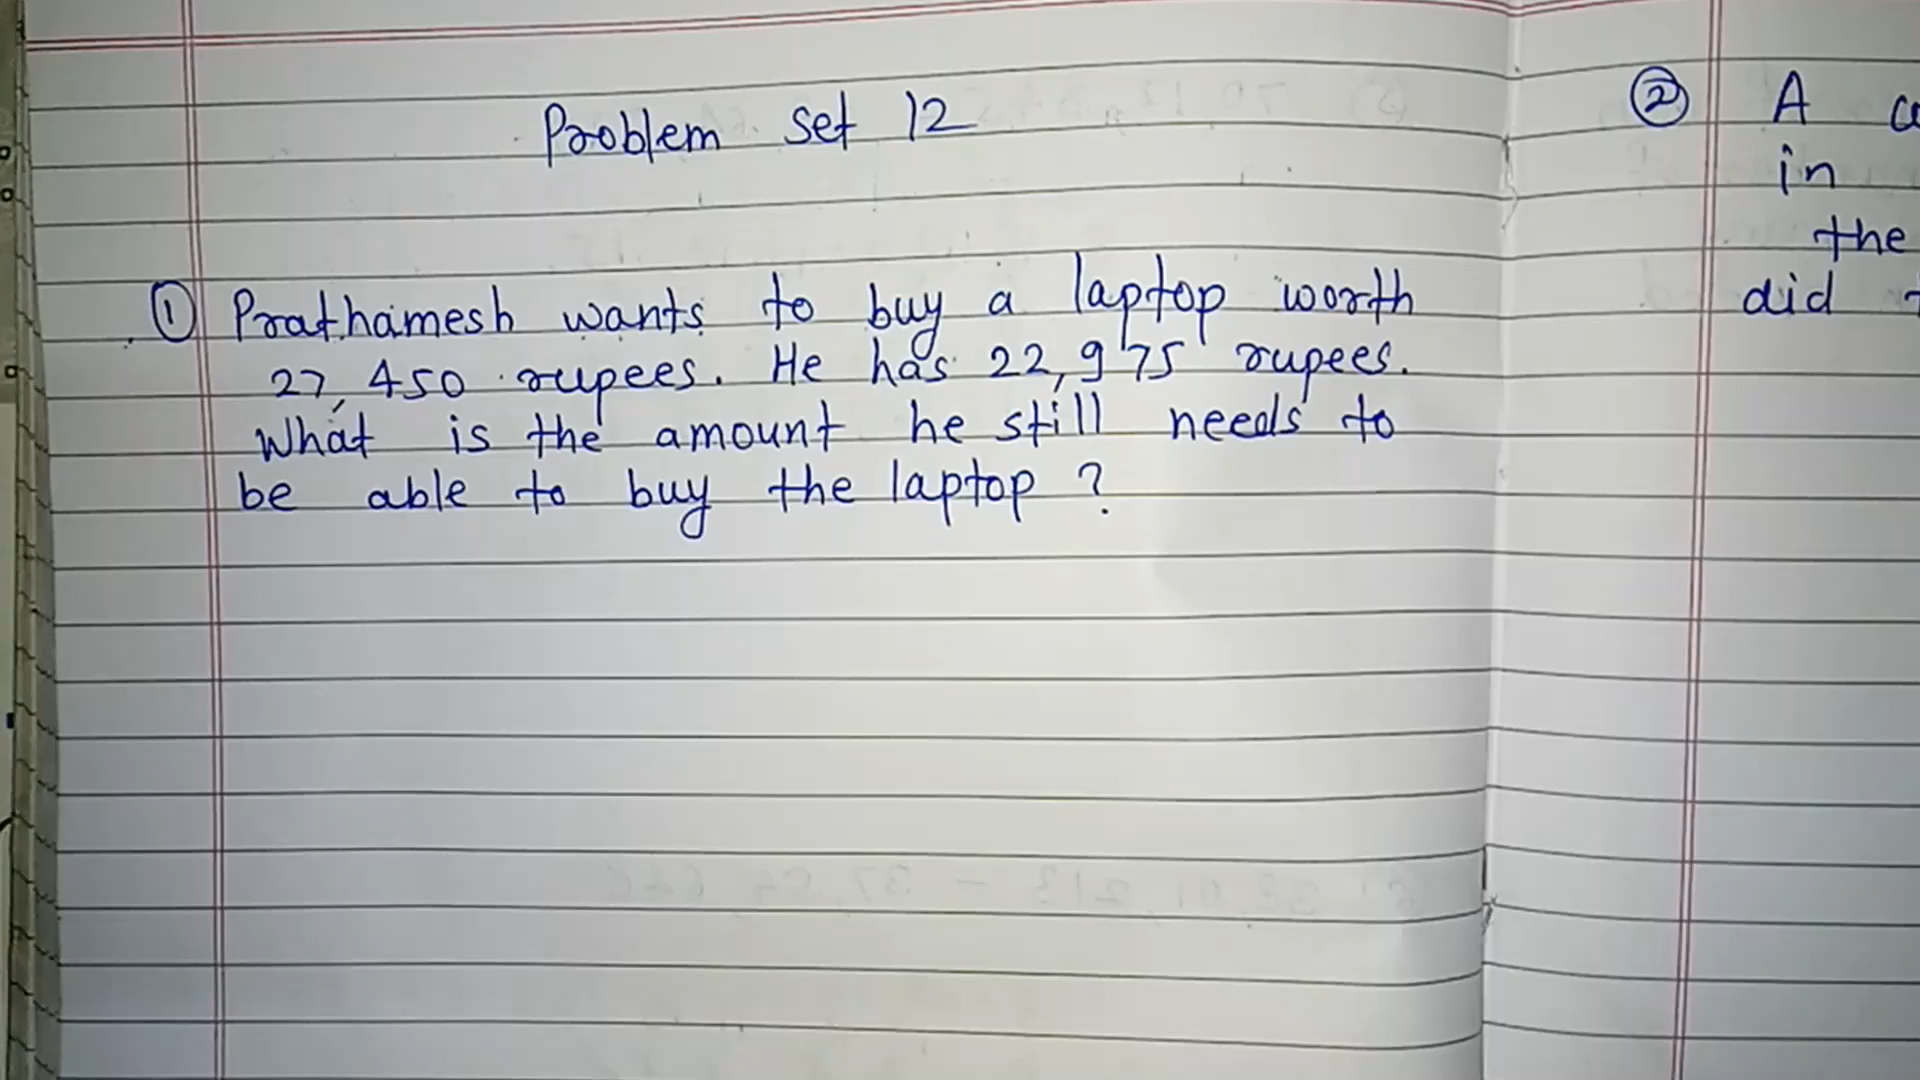 Problem set 12
① Prathamesh wants to buy a laptop worth
27,450 rupees. He has 22,975 rupees.
What is the amount he still needs to
be able to buy the laptop ?
② A
in
the
did